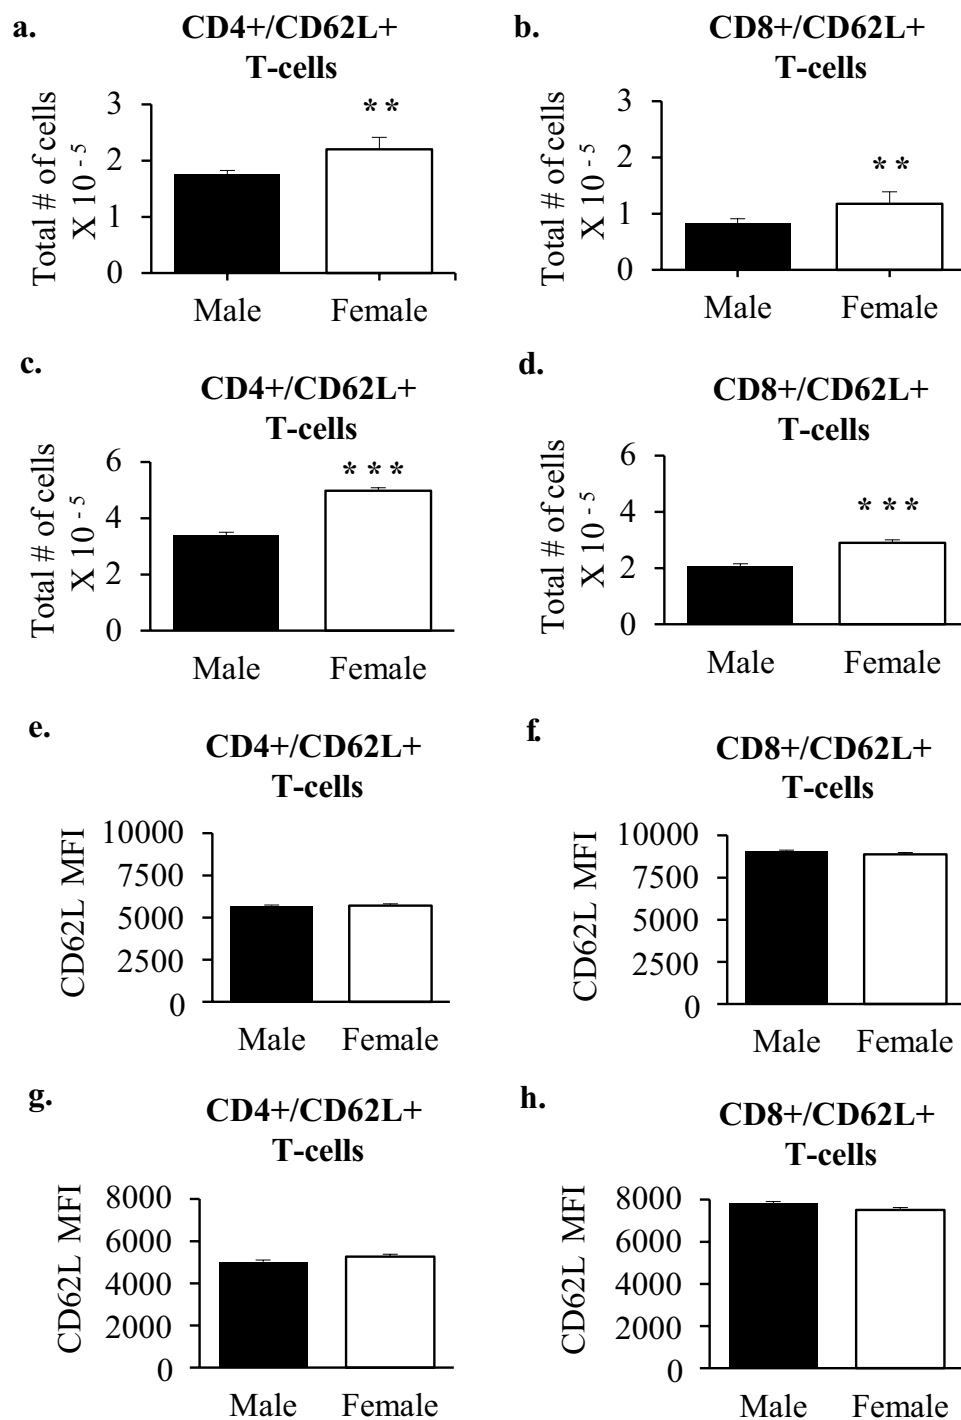 a.
CD4+/CD62L+
T-cells
Total # of cells
X 10 - 5
3
2
1
0
**
Male Female
b.
CD8+/CD62L+
T-cells
Total # of cells
X 10 - 5
3
2
1
0
**
Male Female
c.
CD4+/CD62L+
T-cells
Total # of cells
X 10 - 5
6
4
2
0
***
Male Female
d.
CD8+/CD62L+
T-cells
Total # of cells
X 10 - 5
6
4
2
0
***
Male Female
e.
CD4+/CD62L+
T-cells
CD62L MFI
10000
7500
5000
2500
0
Male Female
f.
CD8+/CD62L+
T-cells
CD62L MFI
10000
7500
5000
2500
0
Male Female
g.
CD4+/CD62L+
T-cells
CD62L MFI
8000
6000
4000
2000
0
Male Female
h.
CD8+/CD62L+
T-cells
CD62L MFI
8000
6000
4000
2000
0
Male Female